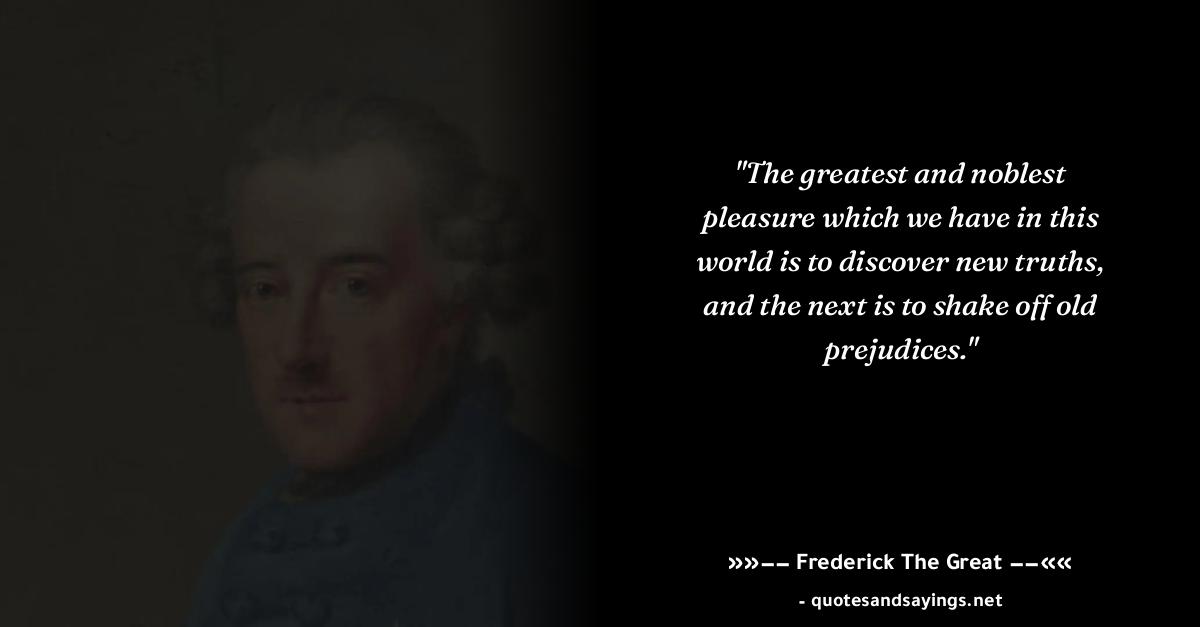 "The greatest and noblest
pleasure which we have in this
world is to discover new truths,
and the next is to shake off old
prejudices."
»»−− Frederick The Great −−««
- quotesandsayings.net